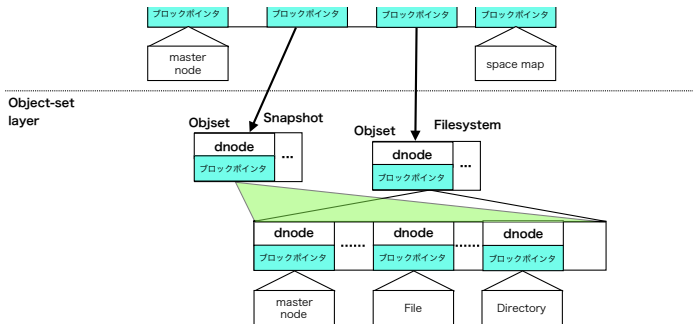 ブロックポインタ ブロックポインタ ブロックポインタ ブロックポインタ
master
node
space map
Object-set
layer
Objset Snapshot
dnode
...
ブロックポインタ
Objset Filesystem
dnode
...
ブロックポインタ
dnode ...... dnode ...... dnode
ブロックポインタ ブロックポインタ ブロックポインタ
master
node
File
Directory